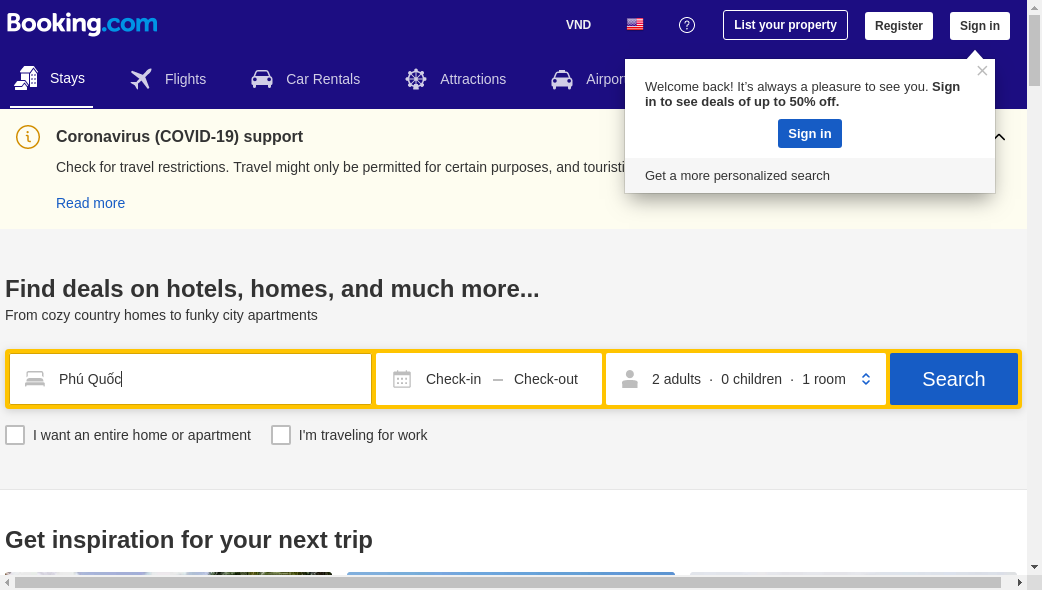 Booking.com
VND
List your property
Register
Sign in
Stays
Flights
Car Rentals
Attractions
Welcome back! It's always a pleasure to see you. Sign
in to see deals of up to 50% off.
Sign in
Get a more personalized search
Coronavirus (COVID-19) support
Check for travel restrictions. Travel might only be permitted for certain purposes, and
Read more
Find deals on hotels, homes, and much more...
From cozy country homes to funky city apartments
Phú Quốc
Check-in — Check-out
2 adults · 0 children · 1 room
Search
I want an entire home or apartment
I'm traveling for work
Get inspiration for your next trip